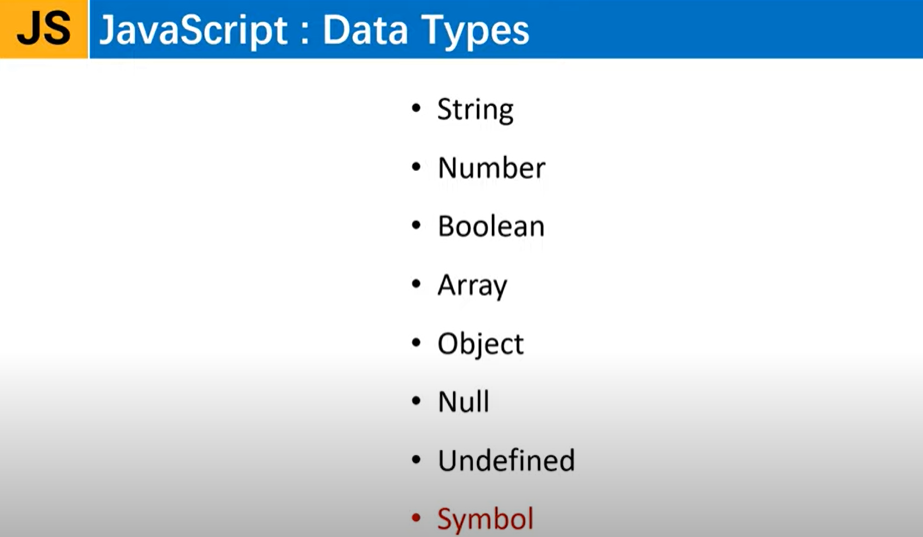 JS JavaScript : Data Types
• String
• Number
• Boolean
• Array
• Object
• Null
• Undefined
• Symbol